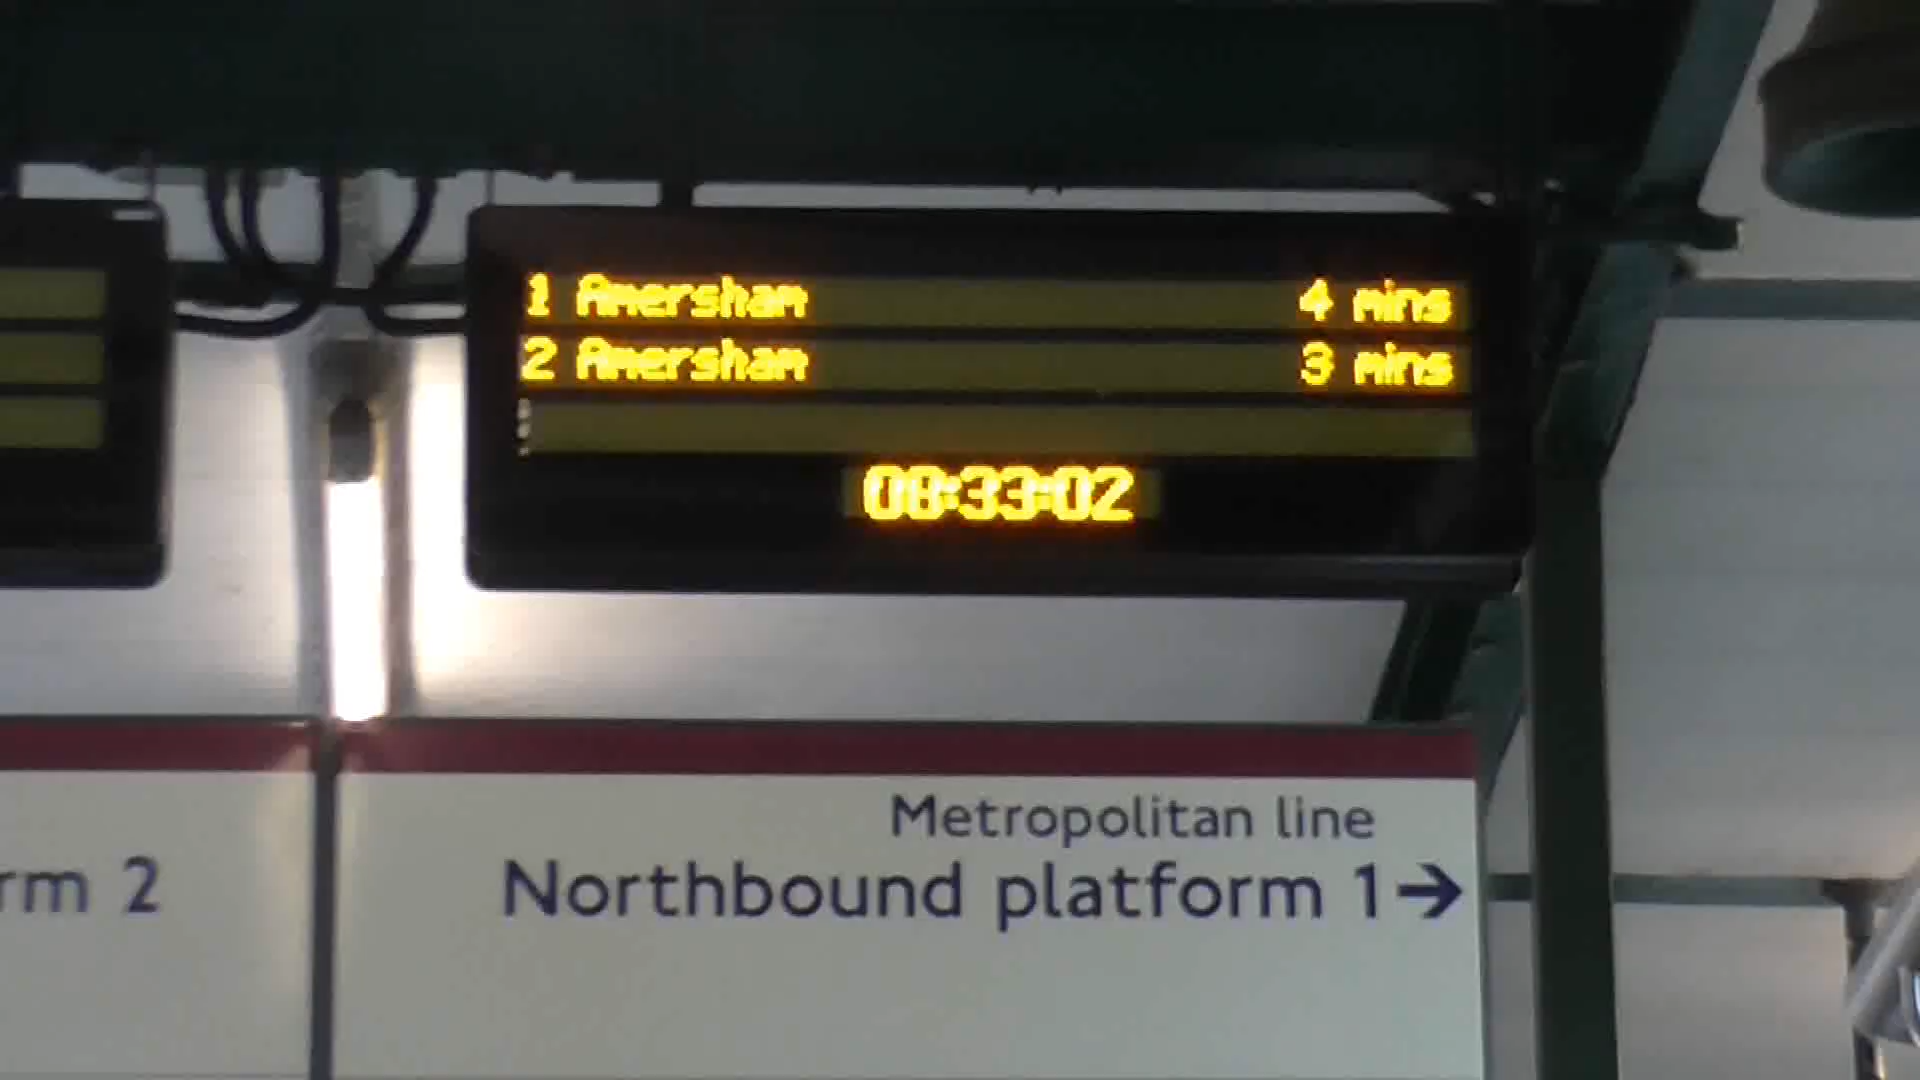 1 Amersham 4 mins
2 Amersham 3 mins
08:33:02
Metropolitan line
Northbound platform 1→
rm 2